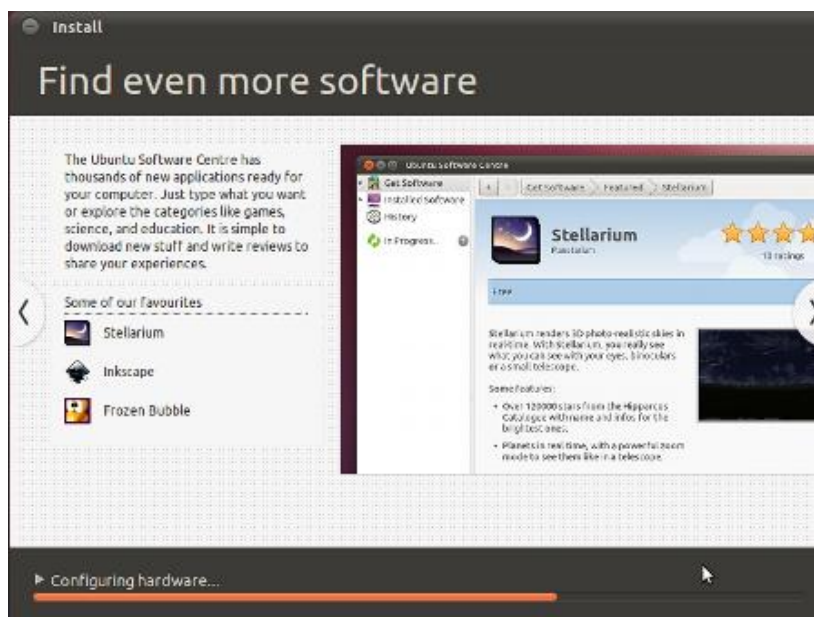 Install
Find even more software
The Ubuntu Software Centre has
thousands of new applications ready for
your computer. Just type what you want
or explore the categories like games,
science, and education. It is simple to
download new stuff and write reviews to
share your experiences.
Some of our favourites
Stellarium
Inkscape
Frozen Bubble
Ubuntu Software Centre
Get Software
Installed Software
History
In Progress...
Get Software
Featured
Stellarium
Stellarium
Planetarium
10 ratings
Free
Stellarium renders 3D photo-realistic skies in
real-time. With Stellarium, you really see
what you can see with your eyes, binoculars
or a small telescope.
Some features:
• Over 120000 stars from the Hipparcos
Catalogue with name and infos for the
brightest ones.
• Planets in real time, with a powerful zoom
mode to see them like in a telescope.
Configuring hardware...